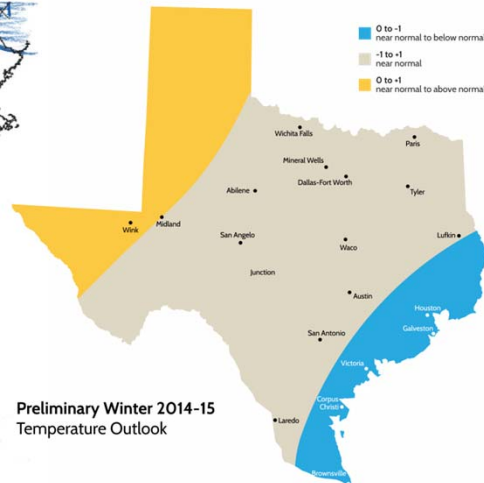 0 to -1
near normal to below normal
-1 to +1
near normal
0 to +1
near normal to above normal
Wichita Falls
Paris
Mineral Wells
Dallas-Fort Worth
Abilene
Tyler
Wink
Midland
San Angelo
Waco
Lufkin
Junction
Austin
Houston
Galveston
San Antonio
Victoria
Corpus
Christi
Laredo
Brownsville
Preliminary Winter 2014-15
Temperature Outlook